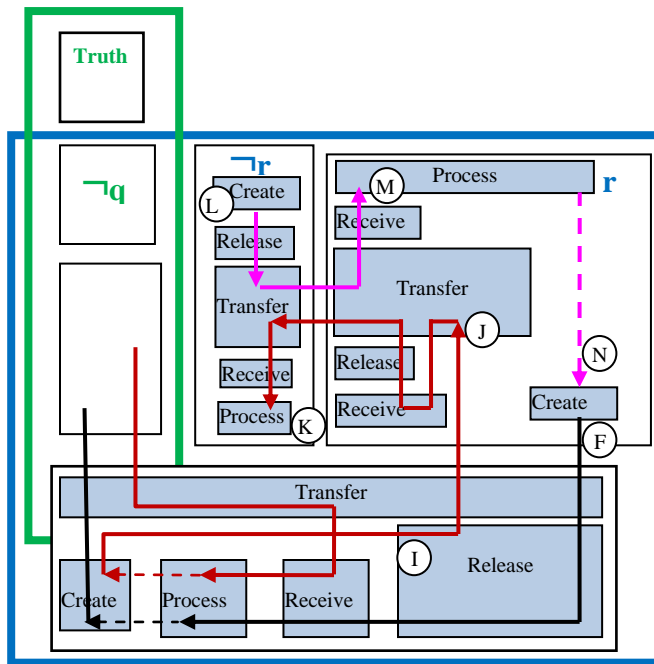 Truth
¬q
¬r
Create
L
Release
Transfer
Receive
Process
K
Process
M
r
Receive
Transfer
J
Release
Receive
N
Create
F
Transfer
I
Release
Create
Process
Receive